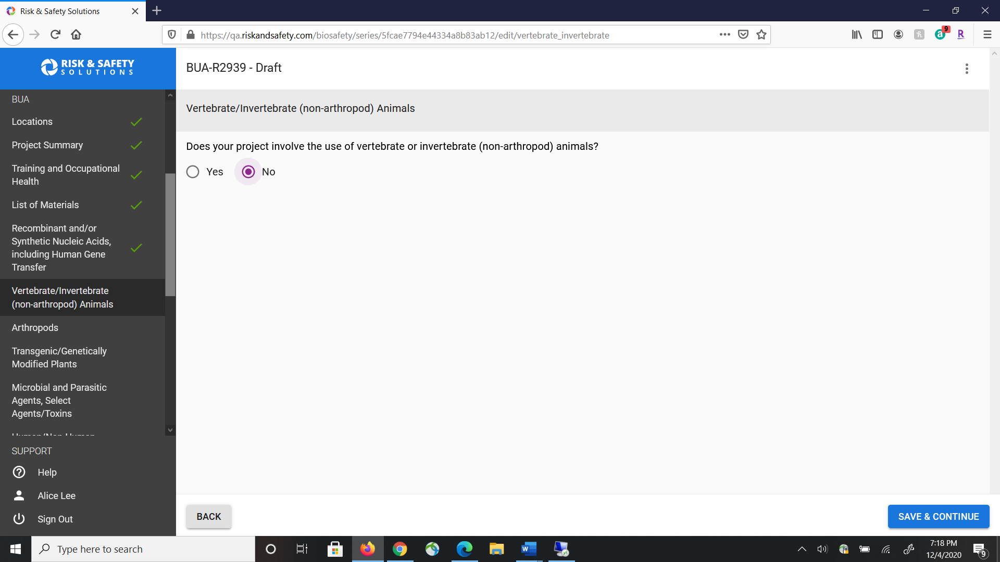 Risk & Safety Solutions
https://qa.riskandsafety.com/biosafety/series/5fcae7794e44334a8b83ab12/edit/vertebrate_invertebrate
9
RISK & SAFETY
SOLUTIONS
BUA-R2939 - Draft
BUA
Locations
Project Summary
Training and Occupational
Health
List of Materials
Recombinant and/or
Synthetic Nucleic Acids,
including Human Gene
Transfer
Vertebrate/Invertebrate
(non-arthropod) Animals
Arthropods
Transgenic/Genetically
Modified Plants
Microbial and Parasitic
Agents, Select
Agents/Toxins
Human/Non-Human
SUPPORT
Help
Alice Lee
Sign Out
Vertebrate/Invertebrate (non-arthropod) Animals
Does your project involve the use of vertebrate or invertebrate (non-arthropod) animals?
Yes No
BACK
SAVE & CONTINUE
Type here to search
7:18 PM
12/4/2020
9